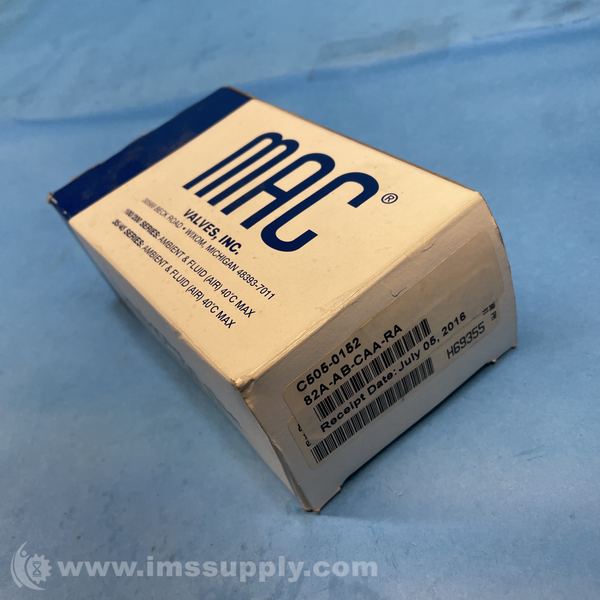 MAC®
VALVES, INC.
30569 BECK ROAD • WIXOM, MICHIGAN 48393-7011
100/200 SERIES: AMBIENT & FLUID (AIR) 40°C MAX
35/45 SERIES: AMBIENT & FLUID (AIR) 40°C MAX
C505-0152
82A-AB-CAA-RA
Receipt Date: July 05, 2016
H69355
www.imssupply.com